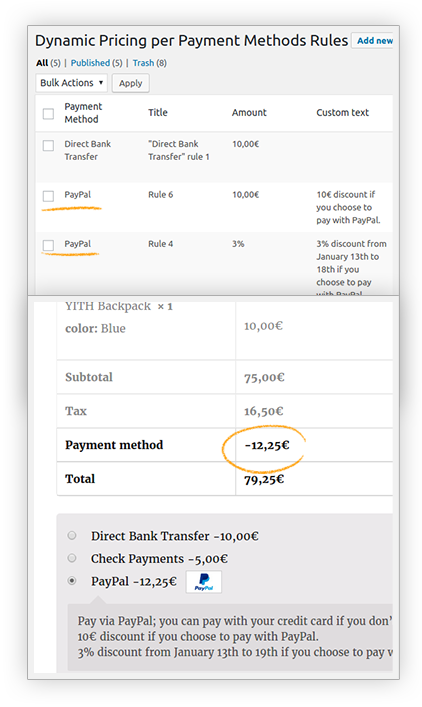 Dynamic Pricing per Payment Methods Rules Add new
All (5) | Published (5) | Trash (8)
Bulk Actions Apply
Payment Method Title Amount Custom text
Direct Bank Transfer "Direct Bank Transfer" rule 1 10,00€
PayPal Rule 6 10,00€ 10€ discount if you choose to pay with PayPal.
PayPal Rule 4 3% 3% discount from January 13th to 18th if you choose to pay with PayPal
YITH Backpack × 1
color: Blue 10,00€
Subtotal 75,00€
Tax 16,50€
Payment method -12,25€
Total 79,25€
Direct Bank Transfer -10,00€
Check Payments -5,00€
PayPal -12,25€ PayPal
Pay via PayPal; you can pay with your credit card if you don'
10€ discount if you choose to pay with PayPal.
3% discount from January 13th to 19th if you choose to pay